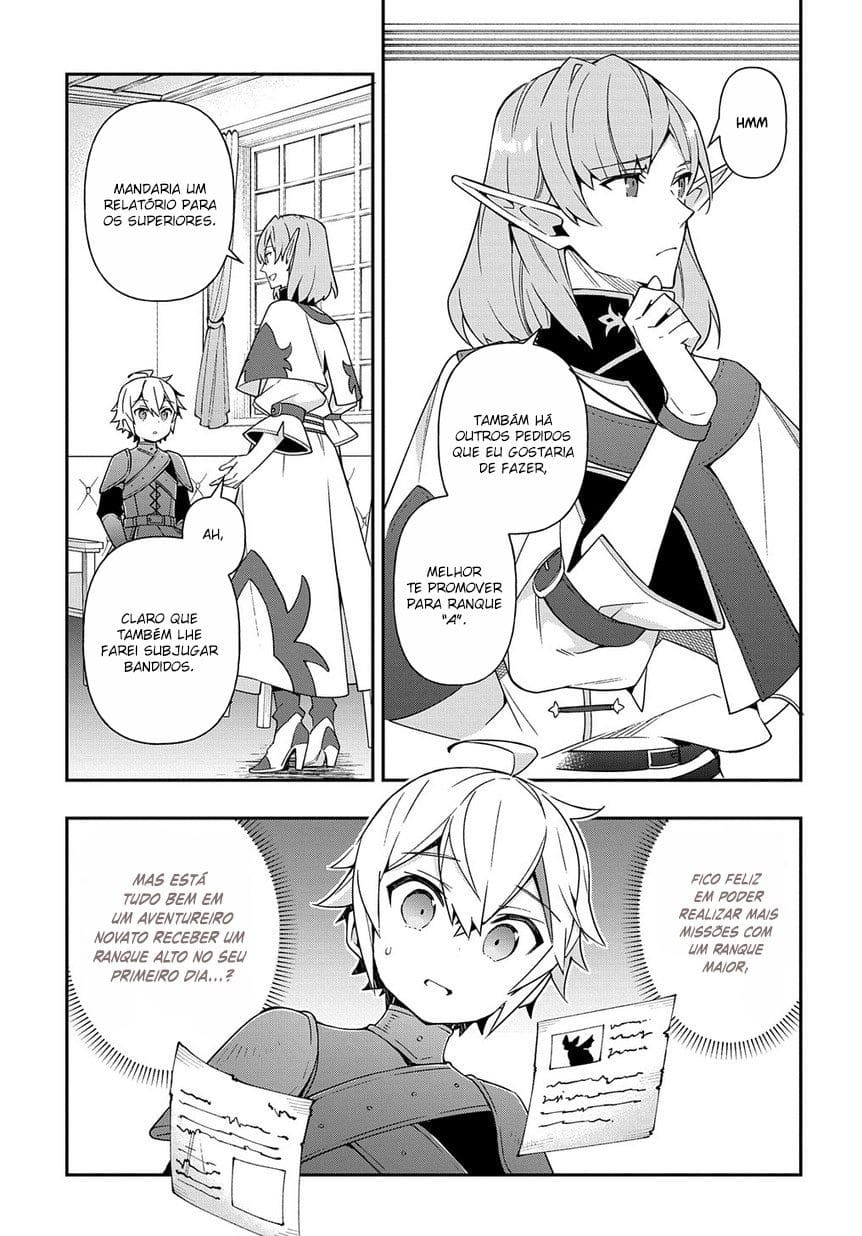 HMM
TAMBÉM HÁ
OUTROS PEDIDOS
QUE EU GOSTARIA
DE FAZER,
MELHOR
TE PROMOVER
PARA RANQUE
"A".
MANDARIA UM
RELATÓRIO PARA
OS SUPERIORES.
AH,
CLARO QUE
TAMBÉM LHE
FAREI SUBJUGAR
BANDIDOS.
FICO FELIZ
EM PODER
REALIZAR MAIS
MISSÕES COM
UM RANQUE
MAIOR,
MAS ESTÁ
TUDO BEM EM
UM AVENTUREIRO
NOVATO RECEBER UM
RANQUE ALTO NO SEU
PRIMEIRO DIA...?